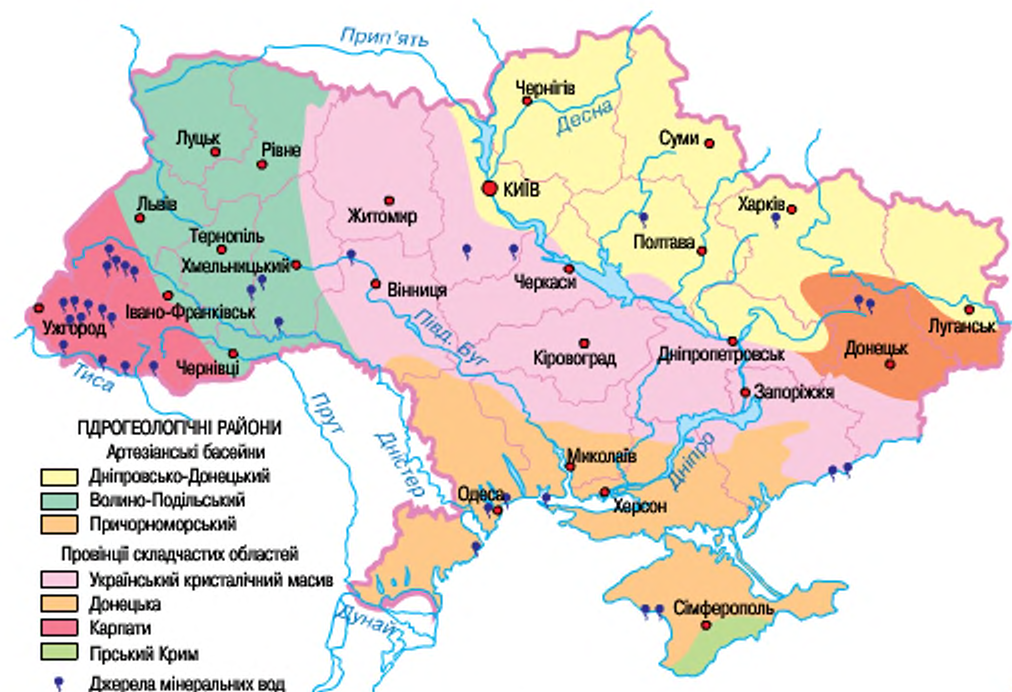 Прип'ять
Чернігів
Десна
Луцьк
Рівне
Суми
КИЇВ
Львів
Житомир
Харків
Тернопіль
Полтава
Хмельницький
Черкаси
Вінниця
Івано-Франківськ
Ужгород
Півд. Буг
Луганськ
Кіровоград
Дніпропетровськ
Донецьк
Чернівці
Тиса
Запоріжжя
Прут
Дністер
Дніпро
Миколаїв
Одеса
Херсон
Сімферополь
Дунай
ГІДРОГЕОЛОГІЧНІ РАЙОНИ
Артезіанські басейни
Дніпровсько-Донецький
Волино-Подільський
Причорноморський
Провінції складчастих областей
Український кристалічний масив
Донецька
Карпати
Гірський Крим
Джерела мінеральних вод